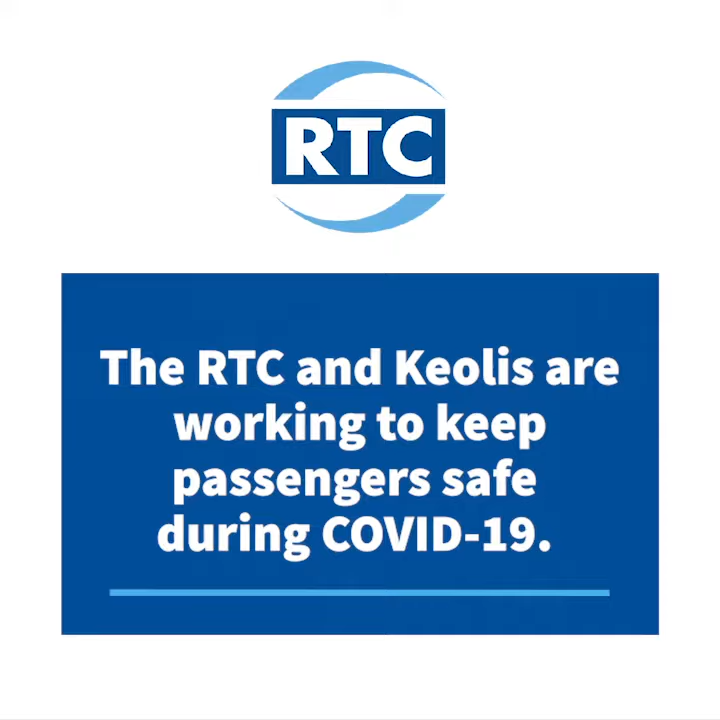 RTC
The RTC and Keolis are
working to keep
passengers safe
during COVID-19.